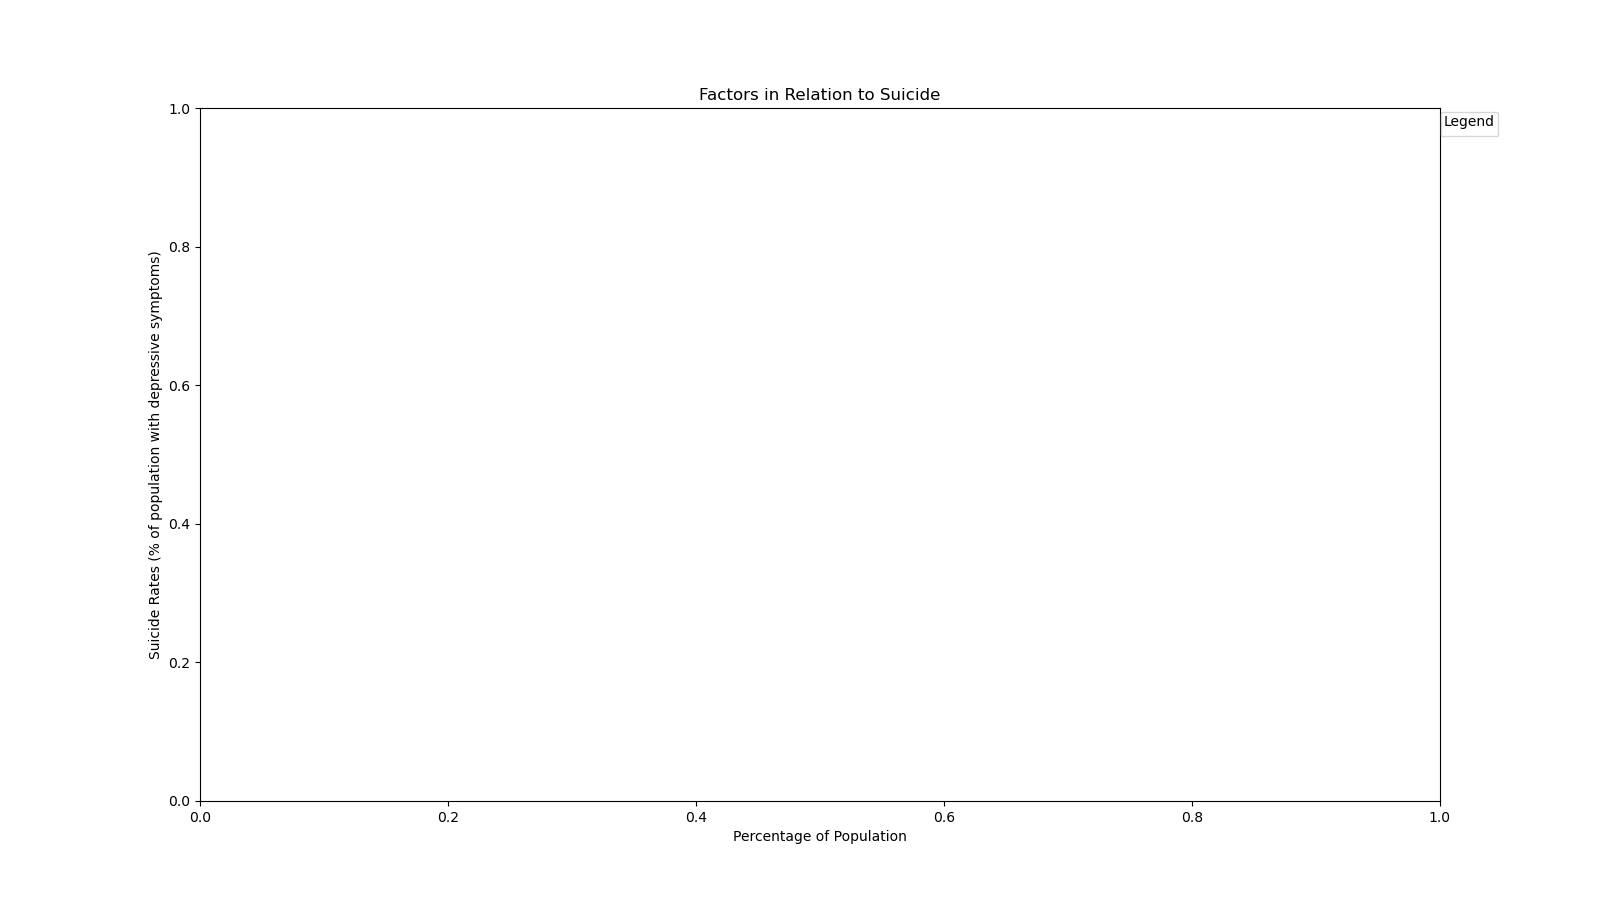 Factors in Relation to Suicide
Legend
1.0
0.8
0.6
0.4
0.2
0.0
Suicide Rates (% of population with depressive symptoms)
0.0 0.2 0.4 0.6 0.8 1.0
Percentage of Population